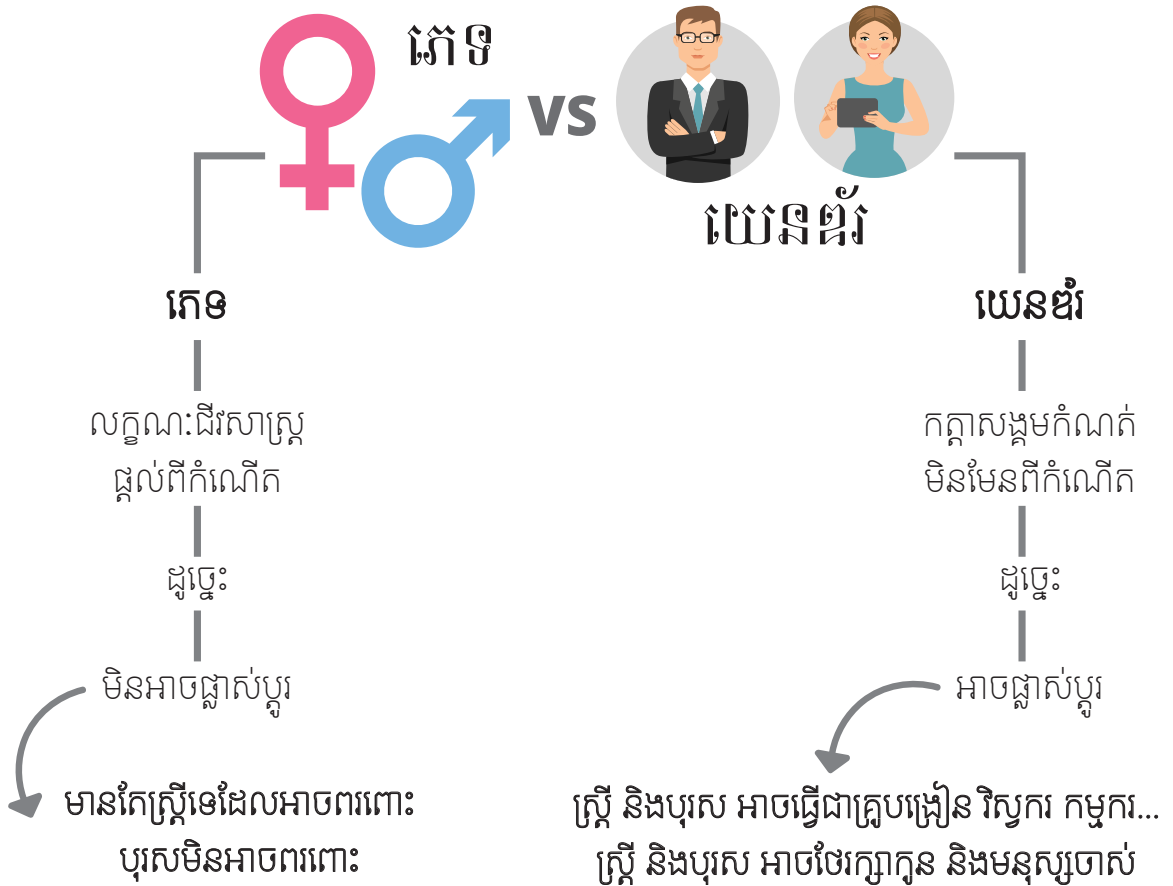 ភេទ
vs
យេនឌ័រ
ភេទ
លក្ខណៈជីវសាស្ត្រ
ផ្តល់ពីកំណើត
ដូច្នេះ
មិនអាចផ្លាស់ប្តូរ
មានតែស្ត្រីទេដែលអាចពរពោះ
បុរសមិនអាចពរពោះ
យេនឌ័រ
កត្តាសង្គមកំណត់
មិនមែនពីកំណើត
ដូច្នេះ
អាចផ្លាស់ប្តូរ
ស្ត្រី និងបុរស អាចធ្វើជាគ្រូបង្រៀន វិស្វករ កម្មករ...
ស្ត្រី និងបុរស អាចថែរក្សាកូន និងមនុស្សចាស់